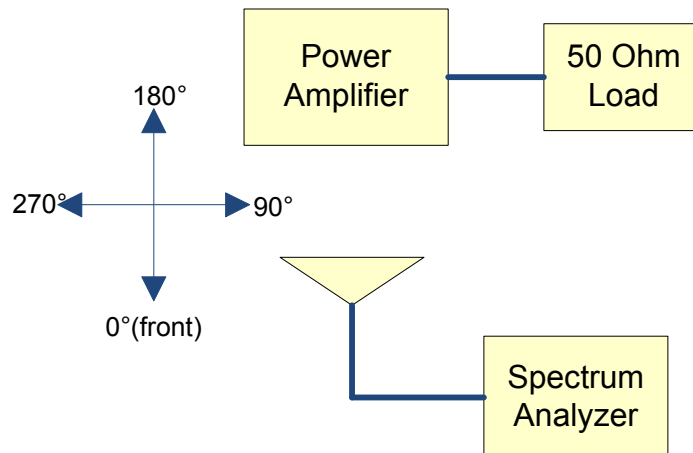 Power
Amplifier
50 Ohm
Load
180°
270°
90°
0°(front)
Spectrum
Analyzer